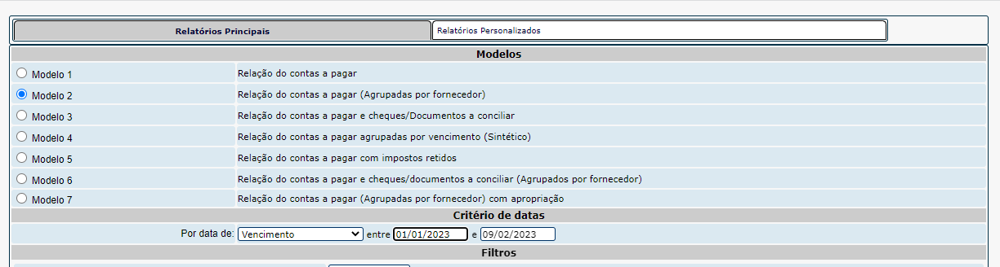 Relatórios Principais
Relatórios Personalizados
Modelos
Modelo 1 Relação do contas a pagar
Modelo 2 Relação do contas a pagar (Agrupadas por fornecedor)
Modelo 3 Relação do contas a pagar e cheques/Documentos a conciliar
Modelo 4 Relação do contas a pagar agrupadas por vencimento (Sintético)
Modelo 5 Relação do contas a pagar com impostos retidos
Modelo 6 Relação do contas a pagar e cheques/documentos a conciliar (Agrupados por fornecedor)
Modelo 7 Relação do contas a pagar (Agrupadas por fornecedor) com apropriação
Critério de datas
Por data de: Vencimento entre 01/01/2023 e 09/02/2023
Filtros